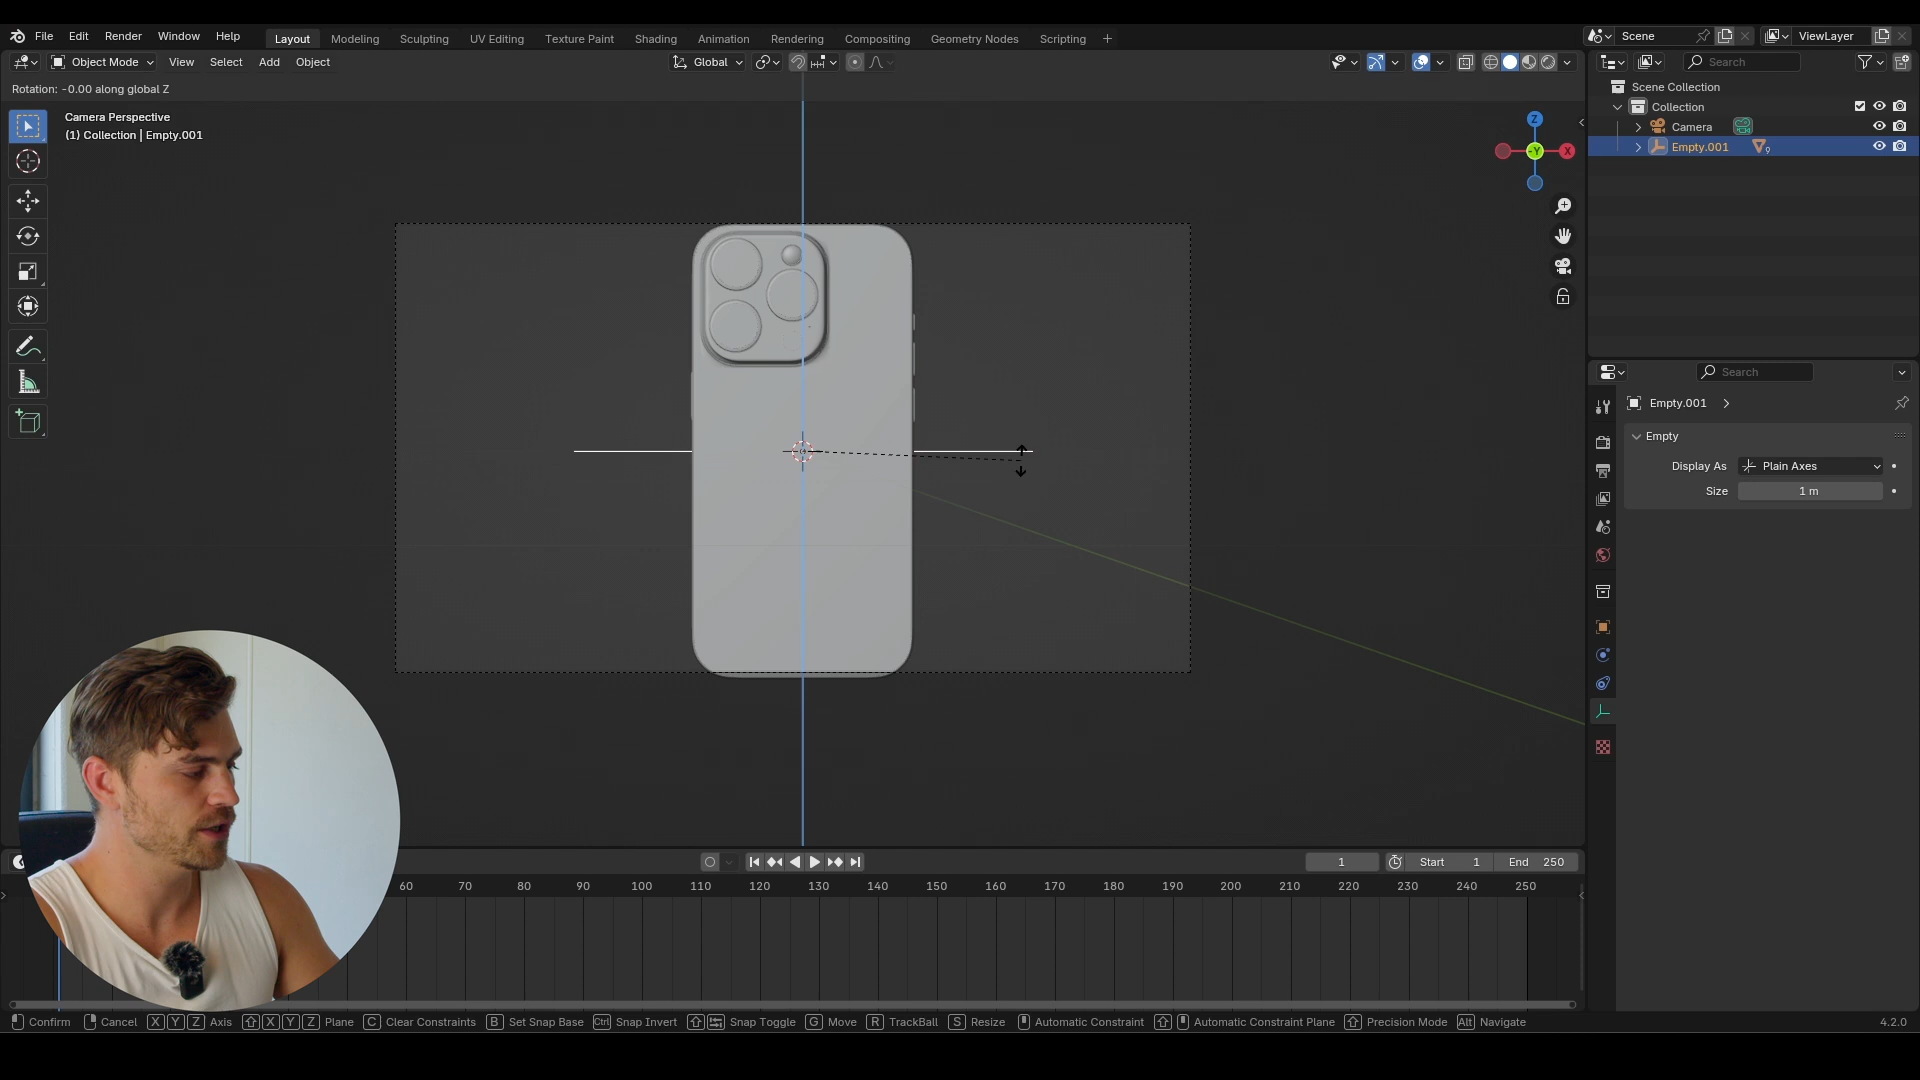 File Edit Render Window Help Layout Modeling Sculpting UV Editing Texture Paint Shading Animation Rendering Compositing Geometry Nodes Scripting + Scene ViewLayer
Object Mode View Select Add Object Global Search
Rotation: -0.00 along global Z
Scene Collection
Collection
Camera
Empty.001 9
Camera Perspective
(1) Collection | Empty.001
Z
-Y X
Search
Empty.001
Empty
Display As Plain Axes
Size 1 m
1 Start 1 End 250
60 70 80 90 100 110 120 130 140 150 160 170 180 190 200 210 220 230 240 250
Confirm Cancel X Y Z Axis X Y Z Plane C Clear Constraints B Set Snap Base Ctrl Snap Invert Snap Toggle G Move R TrackBall S Resize Automatic Constraint Automatic Constraint Plane Precision Mode Alt Navigate 4.2.0